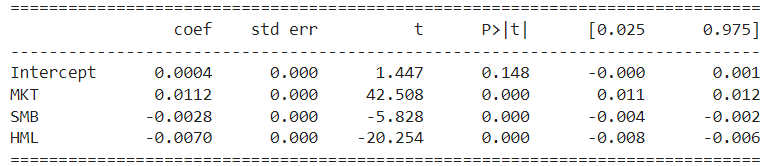 ==============================================================================
                 coef    std err          t      P>|t|      [0.025      0.975]
------------------------------------------------------------------------------
Intercept      0.0004      0.000      1.447      0.148      -0.000       0.001
MKT            0.0112      0.000     42.508      0.000       0.011       0.012
SMB           -0.0028      0.000     -5.828      0.000      -0.004      -0.002
HML           -0.0070      0.000    -20.254      0.000      -0.008      -0.006
==============================================================================